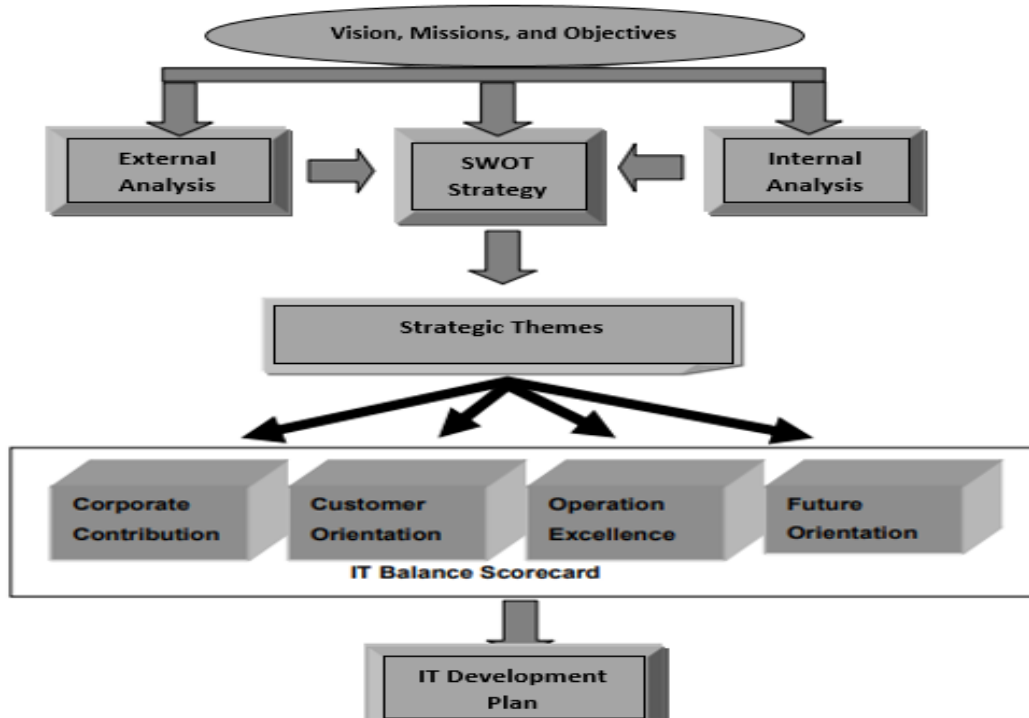 Vision, Missions, and Objectives
External
Analysis
SWOT
Strategy
Internal
Analysis
Strategic Themes
Corporate
Contribution
Customer
Orientation
Operation
Excellence
Future
Orientation
IT Balance Scorecard
IT Development
Plan